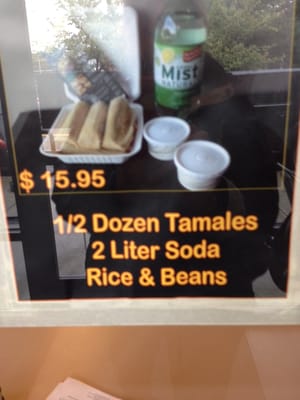 Mist
$ 15.95
1/2 Dozen Tamales
2 Liter Soda
Rice & Beans